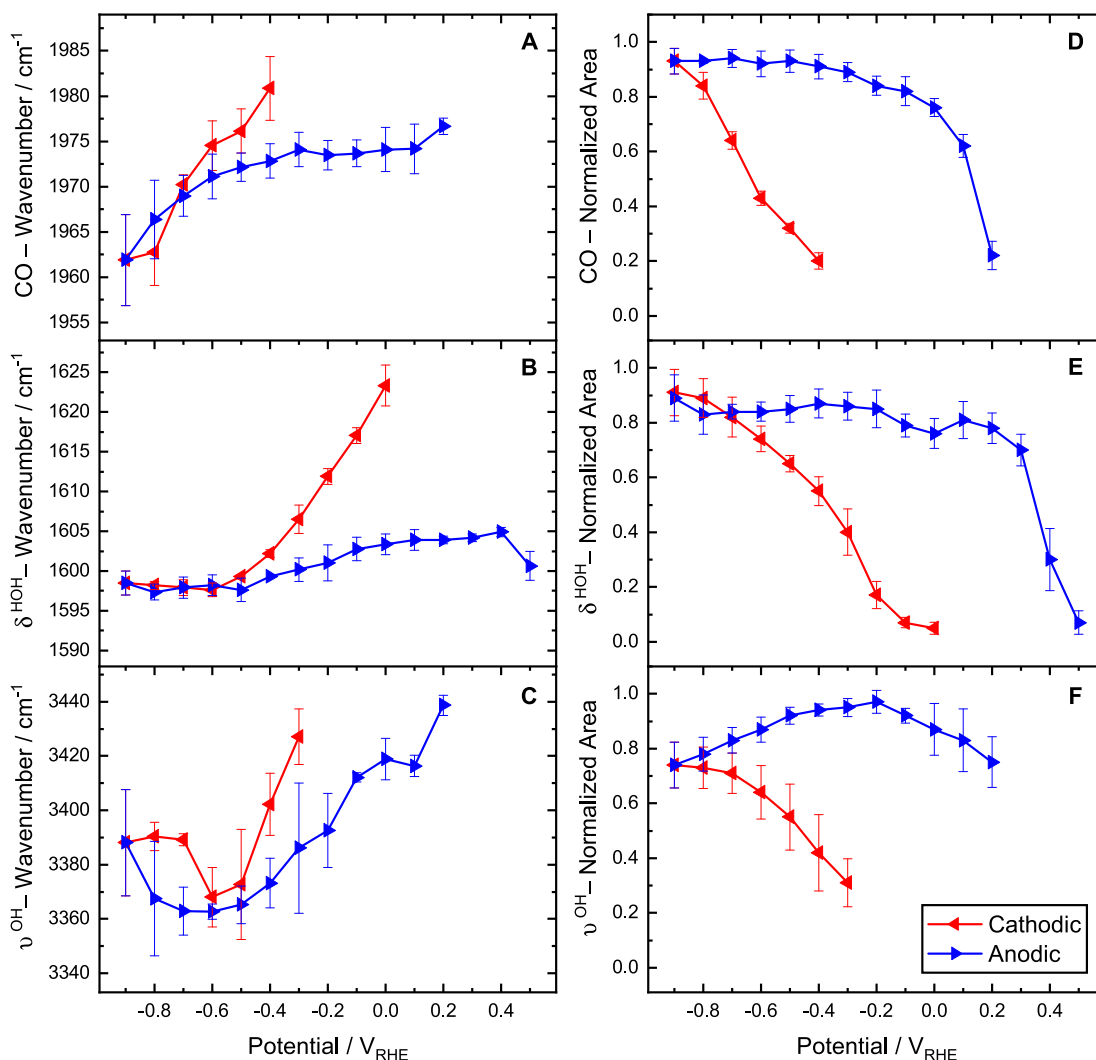 A
CO – Wavenumber / cm⁻¹
1985
1980
1975
1970
1965
1960
1955
D
CO – Normalized Area
1.0
0.8
0.6
0.4
0.2
0.0
B
δ^HOH – Wavenumber / cm⁻¹
1625
1620
1615
1610
1605
1600
1595
1590
E
δ^HOH – Normalized Area
1.0
0.8
0.6
0.4
0.2
0.0
C
υ^OH – Wavenumber / cm⁻¹
3440
3420
3400
3380
3360
3340
-0.8 -0.6 -0.4 -0.2 0.0 0.2 0.4
Potential / V_RHE
F
υ^OH – Normalized Area
1.0
0.8
0.6
0.4
0.2
0.0
Cathodic
Anodic
-0.8 -0.6 -0.4 -0.2 0.0 0.2 0.4
Potential / V_RHE